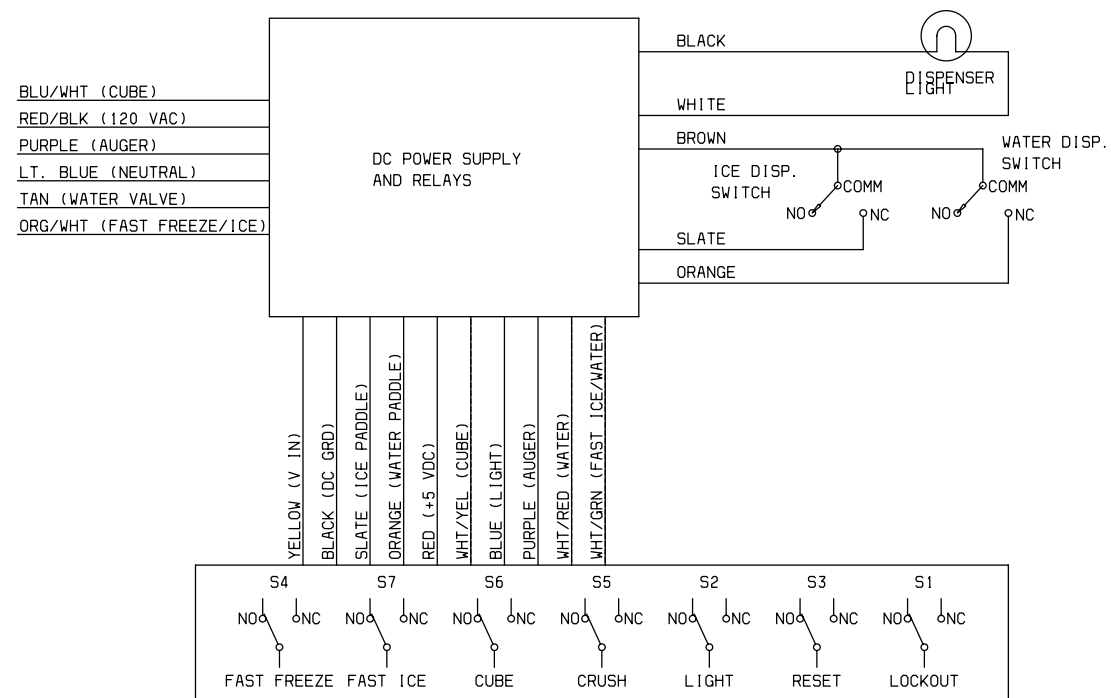 BLACK
DISPENSER
LIGHT
BLU/WHT (CUBE)
RED/BLK (120 VAC)
PURPLE (AUGER)
LT. BLUE (NEUTRAL)
TAN (WATER VALVE)
ORG/WHT (FAST FREEZE/ICE)
DC POWER SUPPLY
AND RELAYS
WHITE
BROWN
ICE DISP.
SWITCH
COMM
NO
NC
WATER DISP.
SWITCH
COMM
NO
NC
SLATE
ORANGE
YELLOW (V IN)
BLACK (DC GRD)
SLATE (ICE PADDLE)
ORANGE (WATER PADDLE)
RED (+5 VDC)
WHT/YEL (CUBE)
BLUE (LIGHT)
PURPLE (AUGER)
WHT/RED (WATER)
WHT/GRN (FAST ICE/WATER)
S4 S7 S6 S5 S2 S3 S1
NO NC NO NC NO NC NO NC NO NC NO NC NO NC
FAST FREEZE FAST ICE CUBE CRUSH LIGHT RESET LOCKOUT